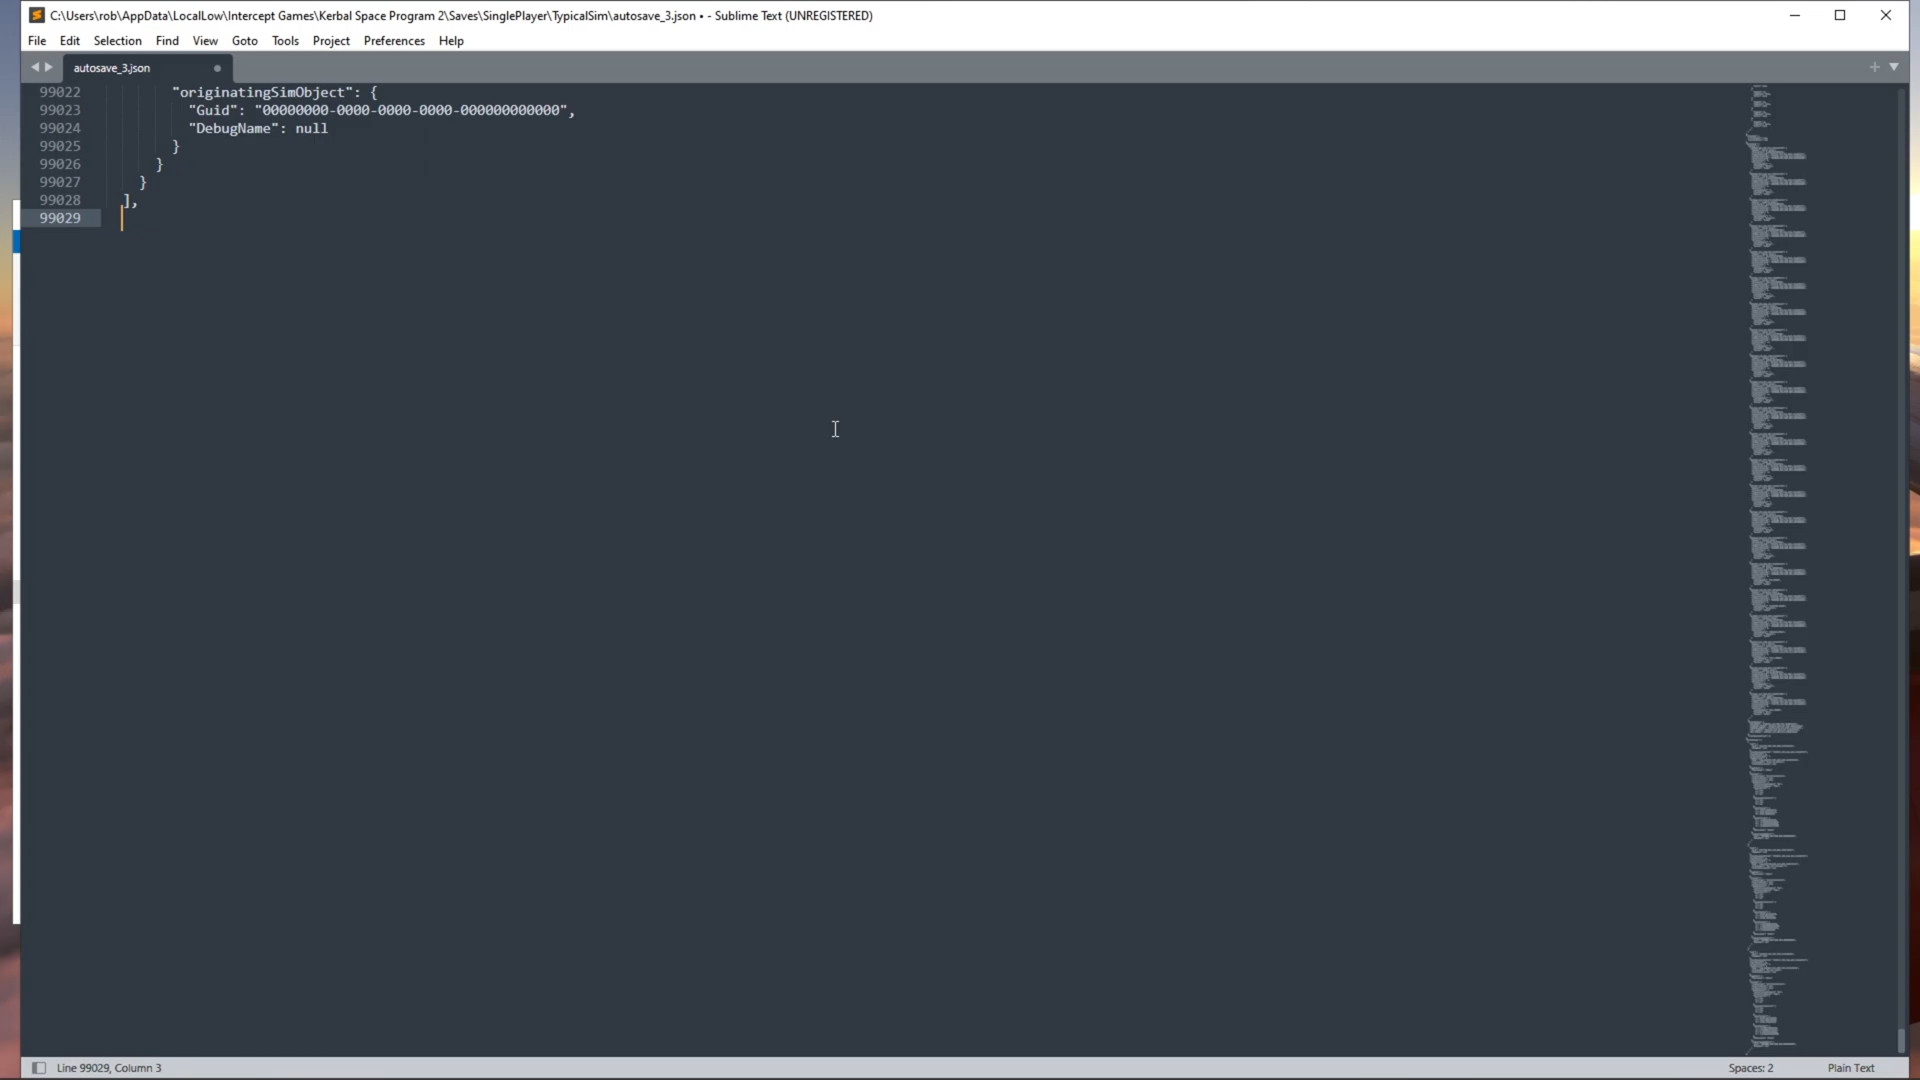 C:\Users\rob\AppData\LocalLow\Intercept Games\Kerbal Space Program 2\Saves\SinglePlayer\TypicalSim\autosave_3.json • - Sublime Text (UNREGISTERED)
File Edit Selection Find View Goto Tools Project Preferences Help
autosave_3.json
99022 "originatingSimObject": {
99023 "Guid": "00000000-0000-0000-0000-000000000000",
99024 "DebugName": null
99025 }
99026 }
99027 }
99028 ],
99029
Line 99029, Column 3 Spaces: 2 Plain Text